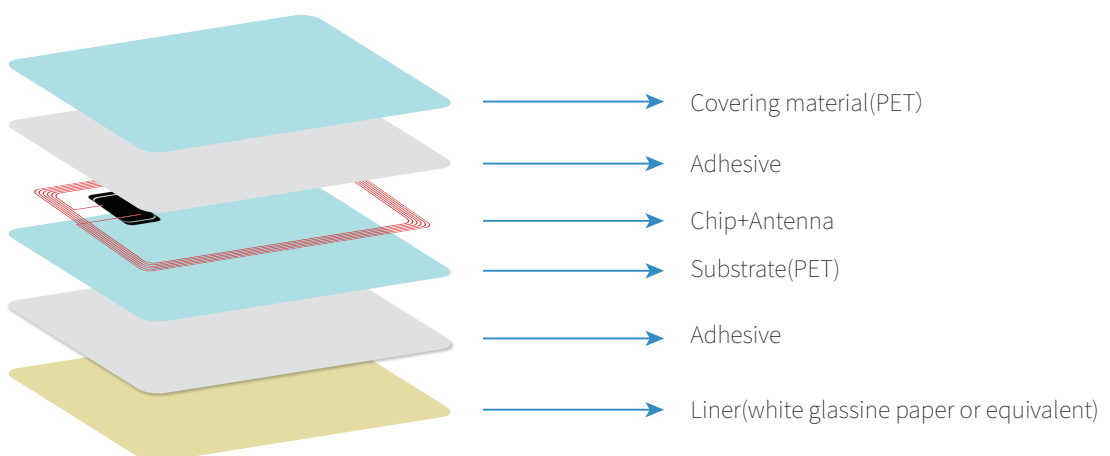 Covering material(PET）
Adhesive
Chip+Antenna
Substrate(PET)
Adhesive
Liner(white glassine paper or equivalent)